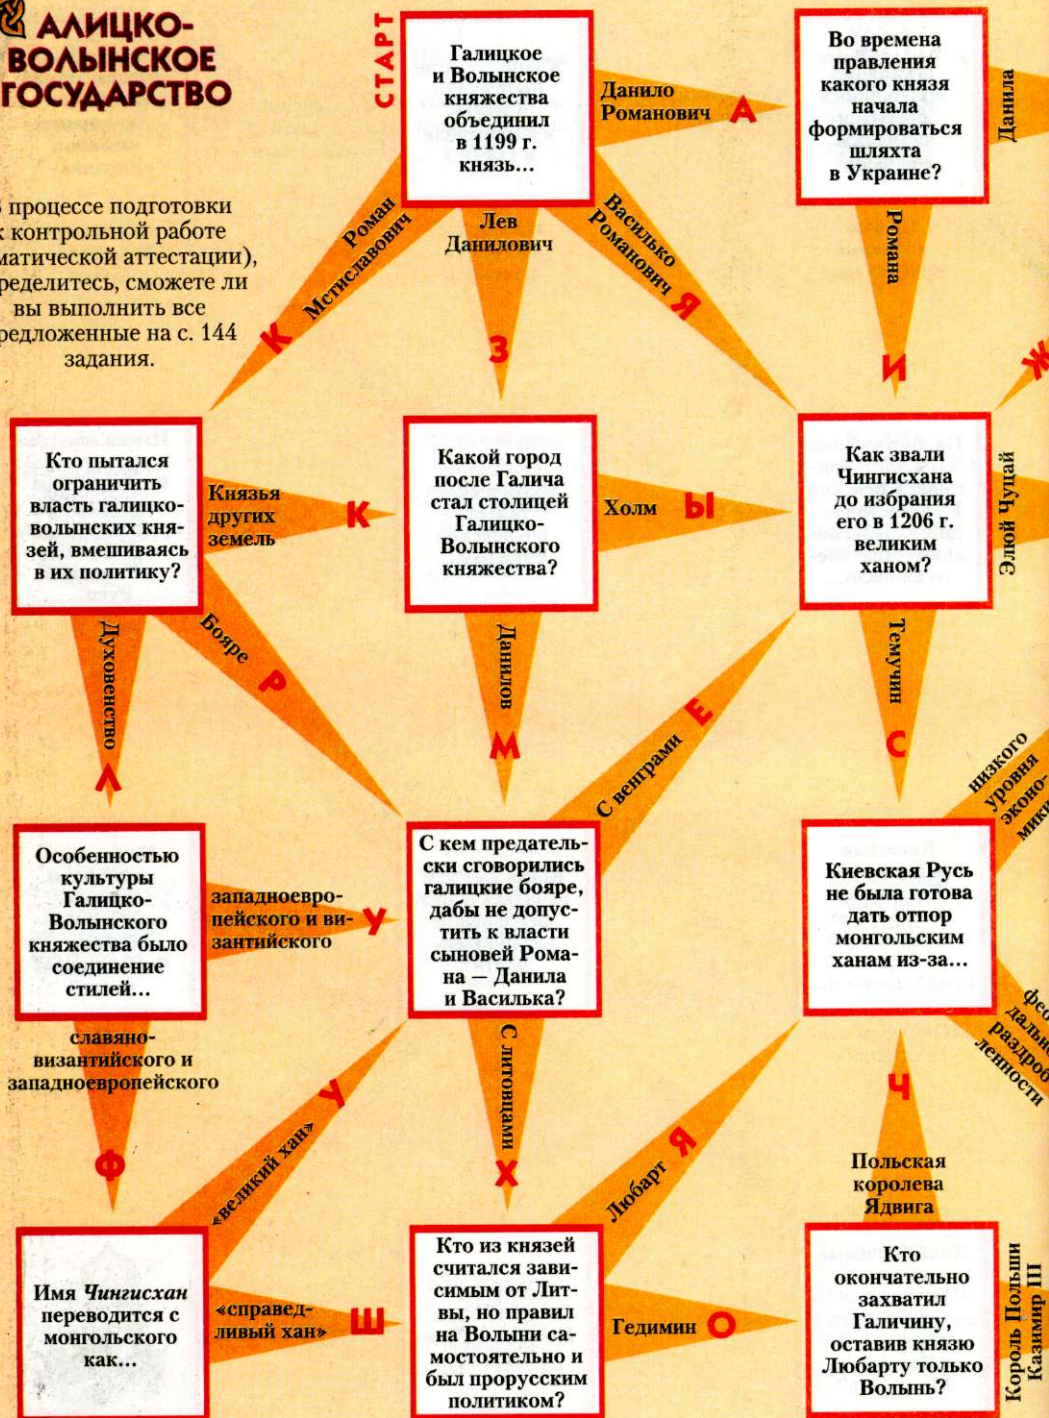 АЛИЦКО-
ВОЛЫНСКОЕ
ГОСУДАРСТВО
процессе подготовки
к контрольной работе
матической аттестации),
ределитесь, сможете ли
вы выполнить все
редложенные на с. 144
задания.
СТАРТ
Галицкое
и Волынское
княжества
объединил
в 1199 г.
князь...
Данило
Романович
А
Во времена
правления
какого князя
начала
формироваться
шляхта
в Украине?
Данила
Роман
Мстиславович
К
Лев
Данилович
З
Василько
Романович
Я
Романа
И
Ж
Кто пытался
ограничить
власть галицко-
волынских кня-
зей, вмешиваясь
в их политику?
Князья
других
земель
К
Какой город
после Галича
стал столицей
Галицко-
Волынского
княжества?
Холм
Ы
Как звали
Чингисхана
до избрания
его в 1206 г.
великим
ханом?
Элюй Чуцай
Духовенство
Л
Бояре
Р
Данилов
М
С венграми
Е
Темучин
С
низкого
уровня
эконо-
мики
Особенностью
культуры
Галицко-
Волынского
княжества было
соединение
стилей...
западноевро-
пейского и ви-
зантийского
У
С кем предатель-
ски сговорились
галицкие бояре,
дабы не допус-
тить к власти
сыновей Рома-
на — Данила
и Василька?
Киевская Русь
не была готова
дать отпор
монгольским
ханам из-за...
фео
дально
раздроб
ленности
славяно-
византийского и
западноевропейского
Ф
«великий хан»
У
С литовцами
Х
Любарт
Я
Ч
Польская
королева
Ядвига
Имя Чингисхан
переводится с
монгольского
как...
«справед-
ливый хан»
Ш
Кто из князей
считался зави-
симым от Лит-
вы, но правил
на Волыни са-
мостоятельно и
был прорусским
политиком?
Гедимин
О
Кто
окончательно
захватил
Галичину,
оставив князю
Любарту только
Волынь?
Король Польши
Казимир III